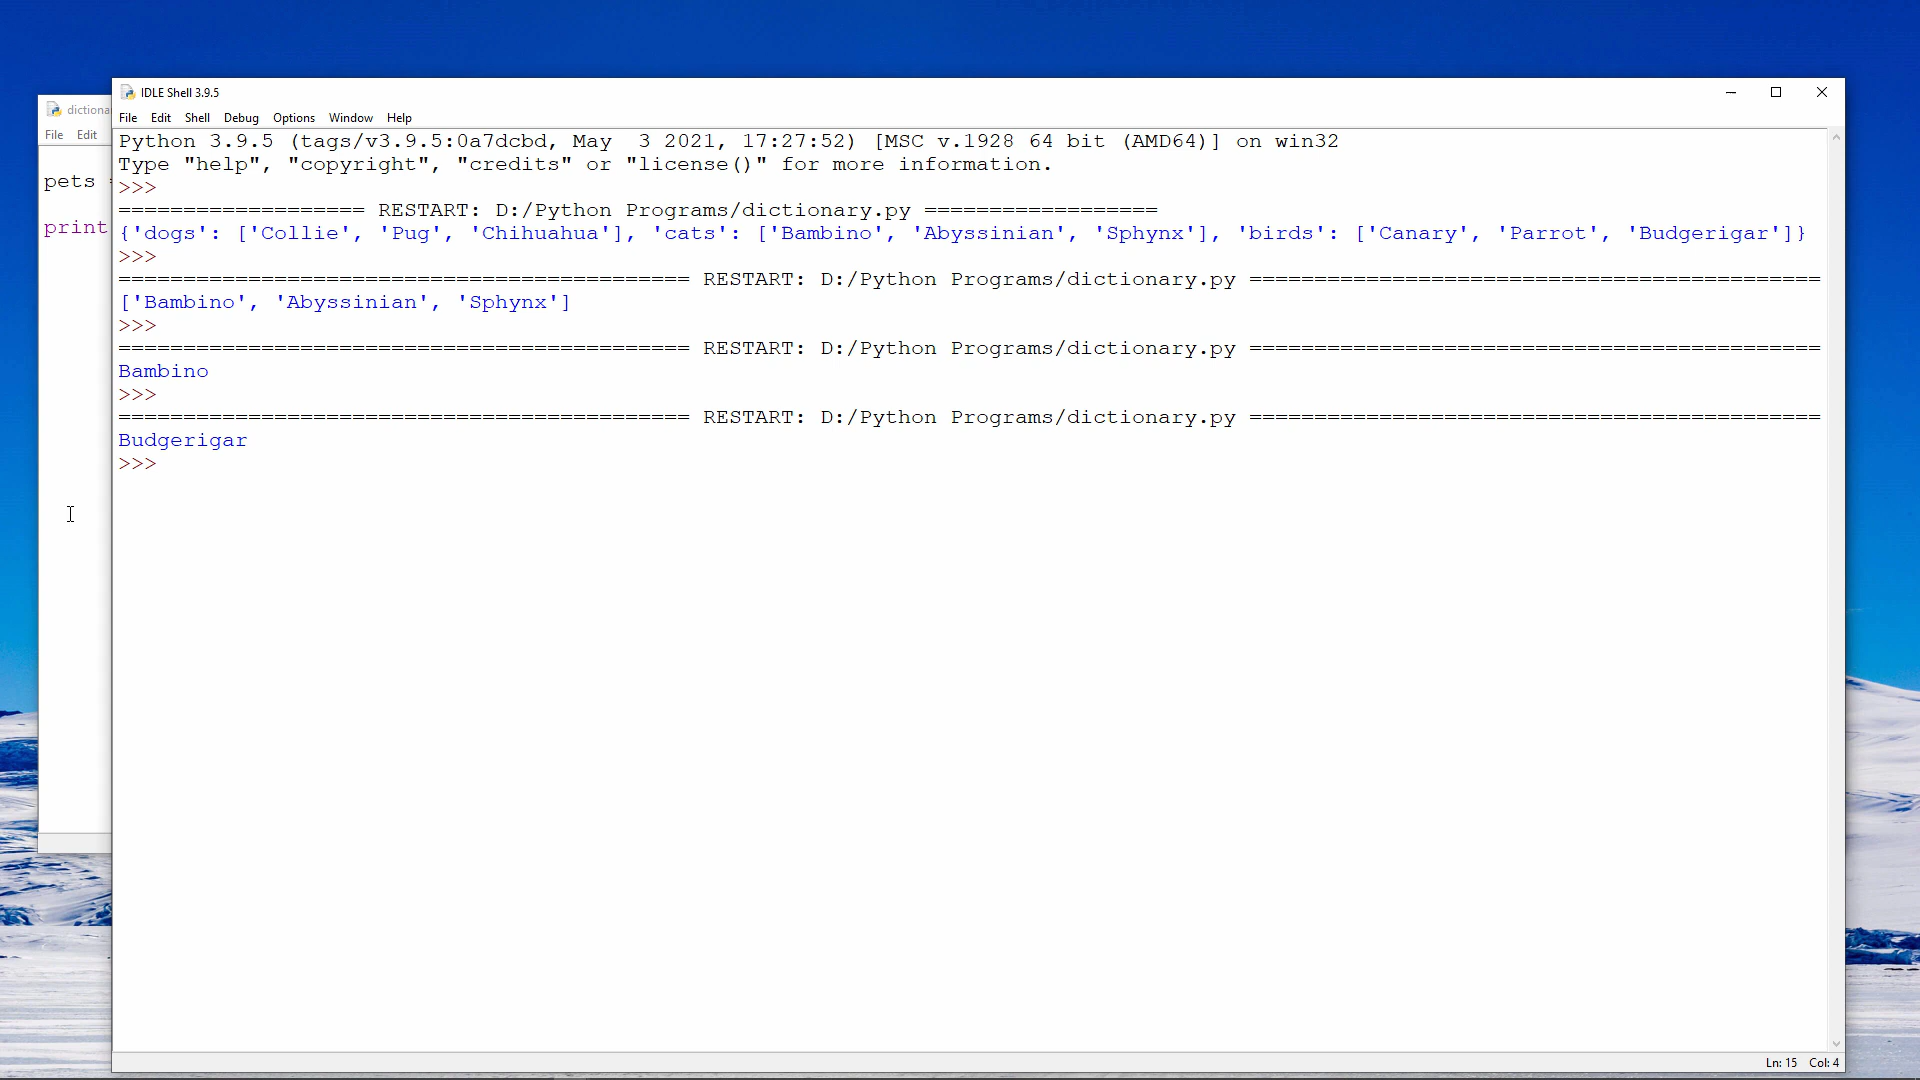 IDLE Shell 3.9.5
File Edit Shell Debug Options Window Help
Python 3.9.5 (tags/v3.9.5:0a7dcbd, May  3 2021, 17:27:52) [MSC v.1928 64 bit (AMD64)] on win32
Type "help", "copyright", "credits" or "license()" for more information.
>>>
=================== RESTART: D:/Python Programs/dictionary.py ==================
{'dogs': ['Collie', 'Pug', 'Chihuahua'], 'cats': ['Bambino', 'Abyssinian', 'Sphynx'], 'birds': ['Canary', 'Parrot', 'Budgerigar']}
>>>
============================================ RESTART: D:/Python Programs/dictionary.py ============================================
['Bambino', 'Abyssinian', 'Sphynx']
>>>
============================================ RESTART: D:/Python Programs/dictionary.py ============================================
Bambino
>>>
============================================ RESTART: D:/Python Programs/dictionary.py ============================================
Budgerigar
>>>
Ln: 15 Col: 4
dictiona
File Edit
pets
print